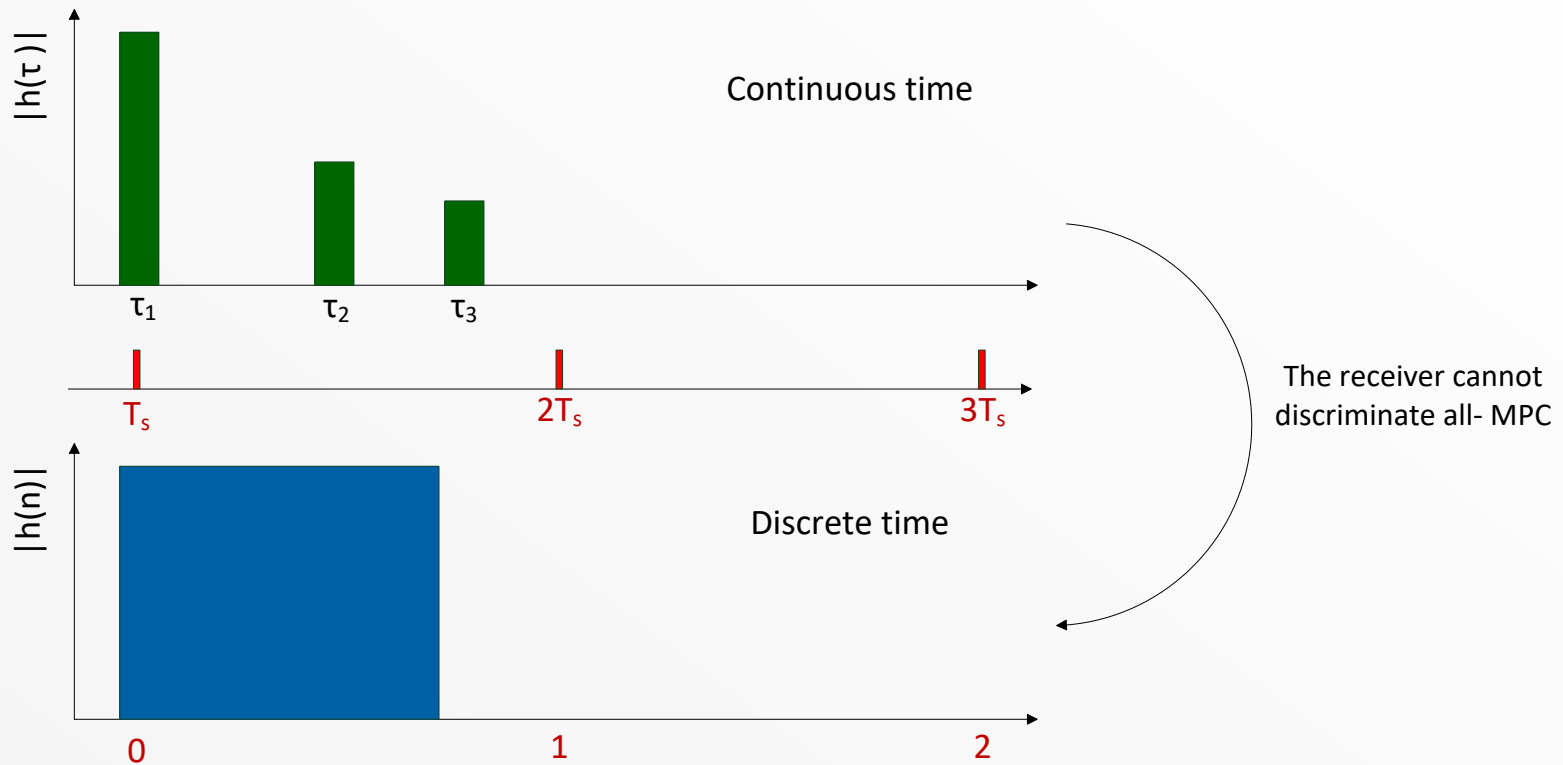 |h(τ )|
Continuous time
τ1 τ2 τ3
Ts 2Ts 3Ts
The receiver cannot
discriminate all- MPC
|h(n)|
Discrete time
0 1 2